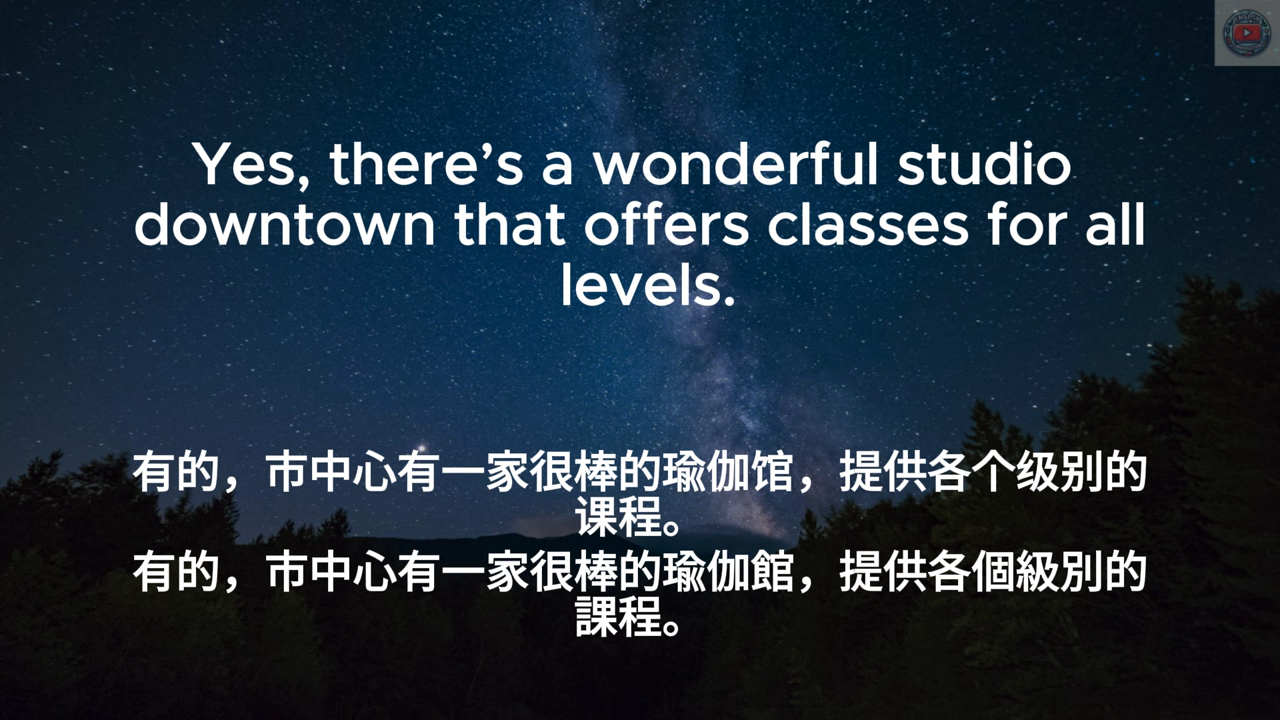 Yes, there’s a wonderful studio
downtown that offers classes for all
levels.
有的，市中心有一家很棒的瑜伽馆，提供各个级别的
课程。
有的，市中心有一家很棒的瑜伽館，提供各個級別的
課程。